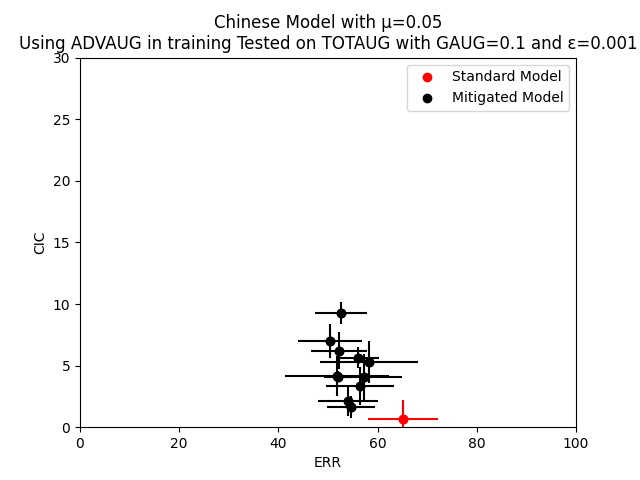 Chinese Model with μ=0.05
Using ADVAUG in training Tested on TOTAUG with GAUG=0.1 and ε=0.001
Standard Model
Mitigated Model
30
25
20
15
10
5
0
CIC
0 20 40 60 80 100
ERR